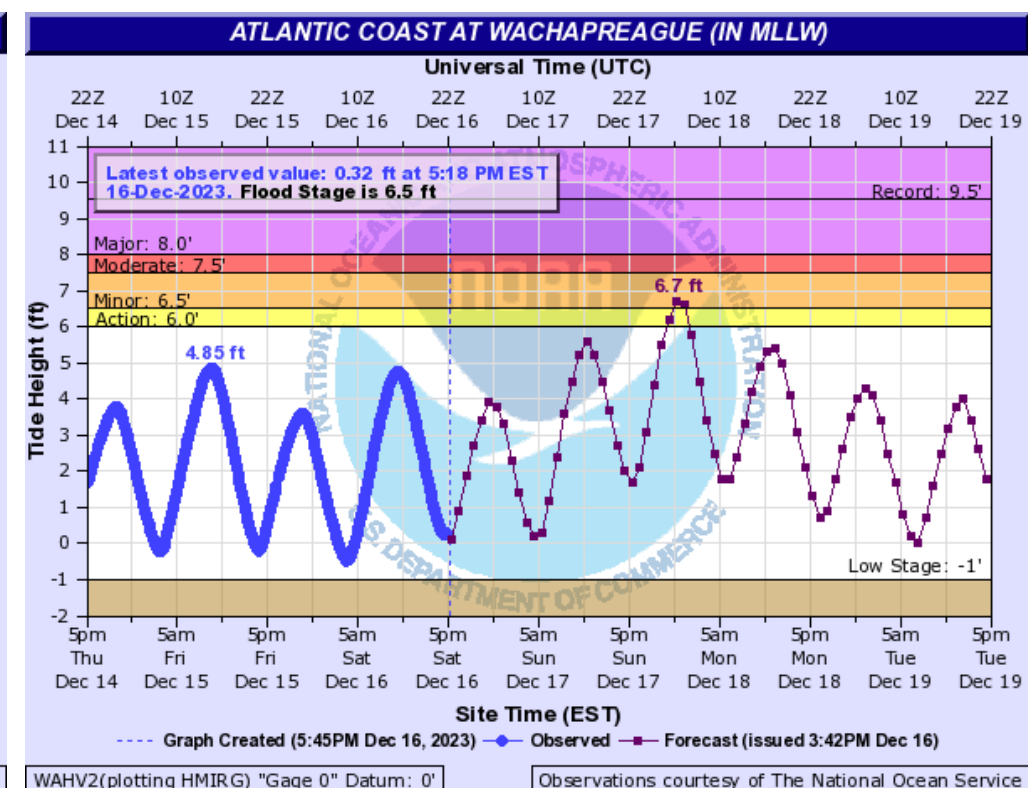 ATLANTIC COAST AT WACHAPREAGUE (IN MLLW)
Universal Time (UTC)
22Z 10Z 22Z 10Z 22Z 10Z 22Z 10Z 22Z 10Z 22Z
Dec 14 Dec 15 Dec 15 Dec 16 Dec 16 Dec 17 Dec 17 Dec 18 Dec 18 Dec 19 Dec 19
Latest observed value: 0.32 ft at 5:18 PM EST
16-Dec-2023. Flood Stage is 6.5 ft
Record: 9.5'
Major: 8.0'
Moderate: 7.5'
Minor: 6.5'
Action: 6.0'
Low Stage: -1'
4.85 ft
6.7 ft
Tide Height (ft)
11
10
9
8
7
6
5
4
3
2
1
0
-1
-2
NATIONAL OCEANIC AND ATMOSPHERIC ADMINISTRATION
NOAA
U.S. DEPARTMENT OF COMMERCE
5pm 5am 5pm 5am 5pm 5am 5pm 5am 5pm 5am 5pm
Thu Fri Fri Sat Sat Sun Sun Mon Mon Tue Tue
Dec 14 Dec 15 Dec 15 Dec 16 Dec 16 Dec 17 Dec 17 Dec 18 Dec 18 Dec 19 Dec 19
Site Time (EST)
Graph Created (5:45PM Dec 16, 2023) Observed Forecast (issued 3:42PM Dec 16)
WAHV2(plotting HMIRG) "Gage 0" Datum: 0'
Observations courtesy of The National Ocean Service